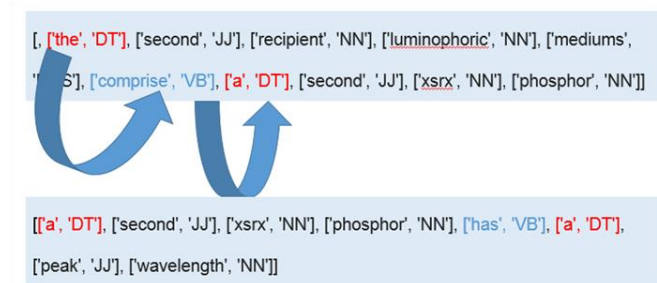 [, ['the', 'DT'], ['second', 'JJ'], ['recipient', 'NN'], ['luminophoric', 'NN'], ['mediums',
S'], ['comprise', 'VB'], ['a', 'DT'], ['second', 'JJ'], ['xsrx', 'NN'], ['phosphor', 'NN']]
[['a', 'DT'], ['second', 'JJ'], ['xsrx', 'NN'], ['phosphor', 'NN'], ['has', 'VB'], ['a', 'DT'],
['peak', 'JJ'], ['wavelength', 'NN']]